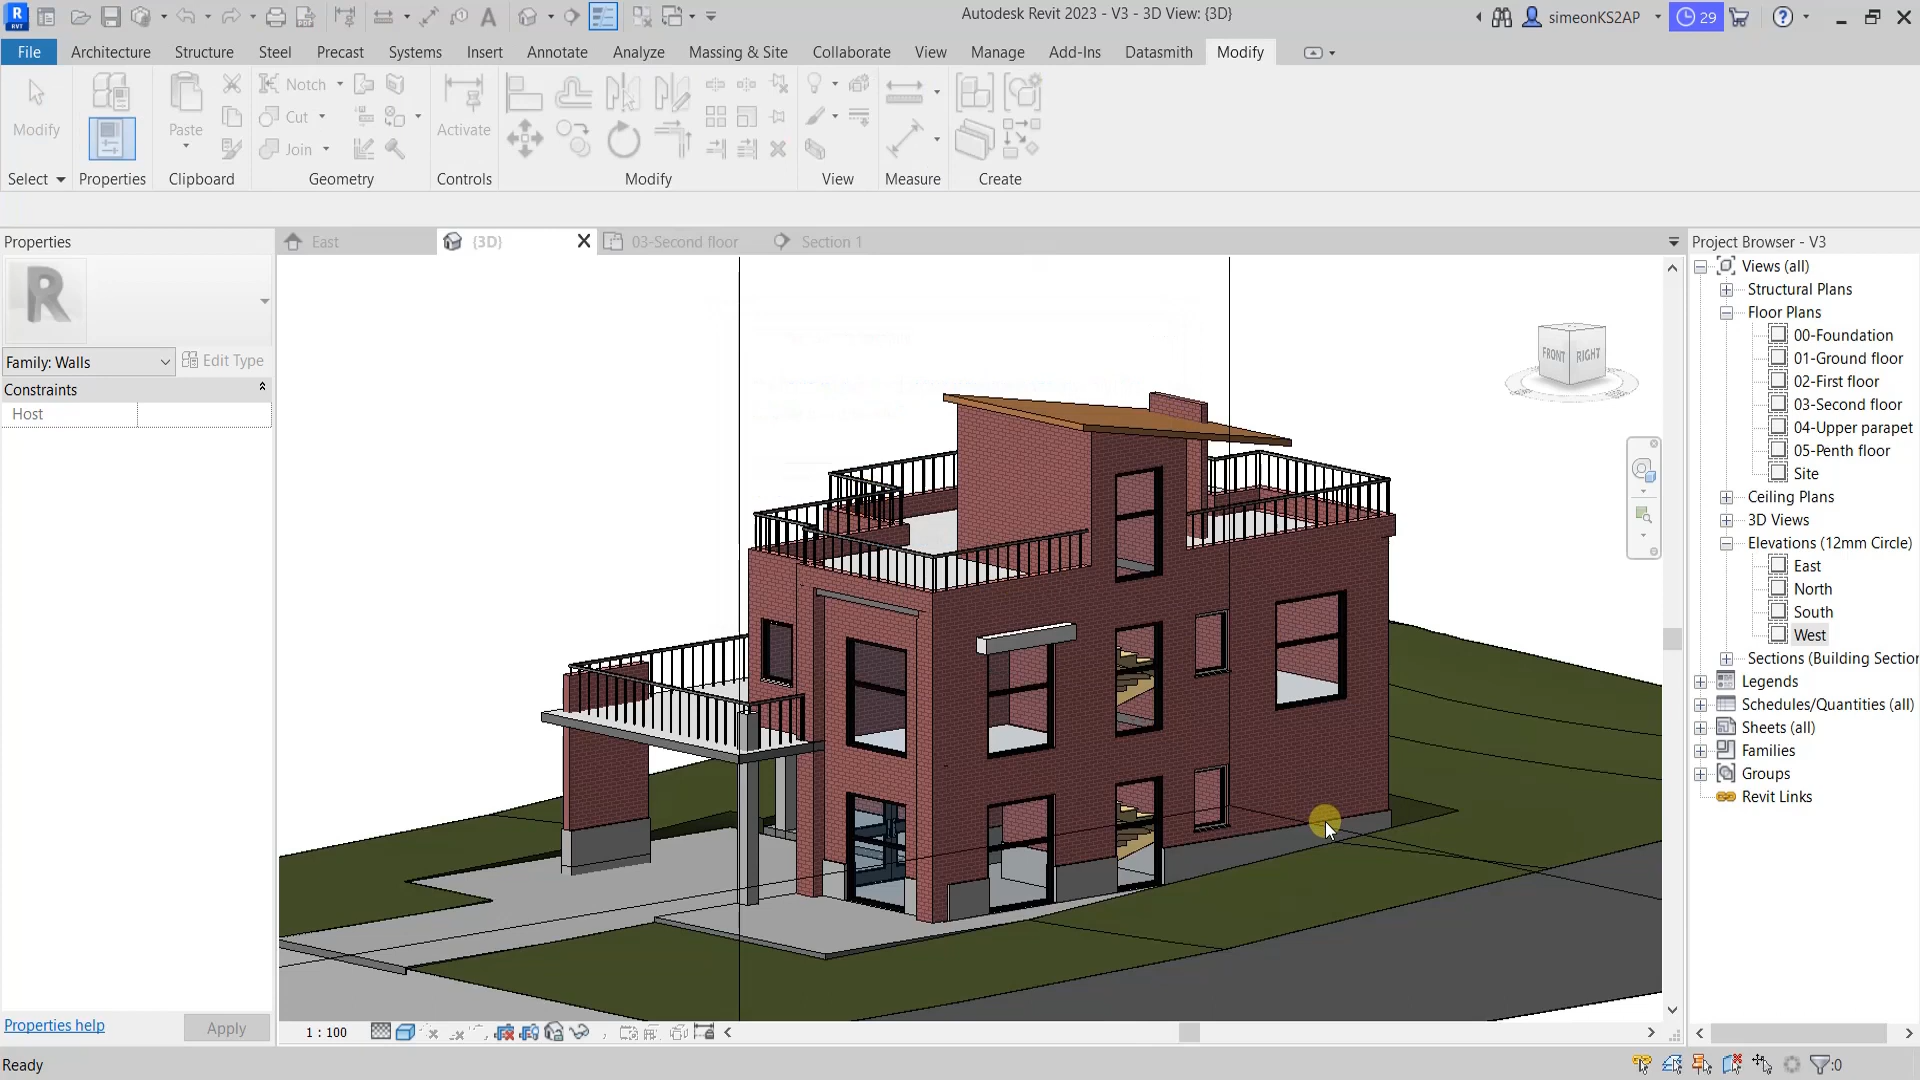 Autodesk Revit 2023 - V3 - 3D View: {3D}
simeonKS2AP
29
File
Architecture
Structure
Steel
Precast
Systems
Insert
Annotate
Analyze
Massing & Site
Collaborate
View
Manage
Add-Ins
Datasmith
Modify
Modify
Paste
Notch
Cut
Join
Activate
Select
Properties
Clipboard
Geometry
Controls
Modify
View
Measure
Create
Properties
East
{3D}
03-Second floor
Section 1
Project Browser - V3
R
Family: Walls
Edit Type
Constraints
Host
Properties help
Apply
FRONT
RIGHT
Views (all)
Structural Plans
Floor Plans
00-Foundation
01-Ground floor
02-First floor
03-Second floor
04-Upper parapet
05-Penth floor
Site
Ceiling Plans
3D Views
Elevations (12mm Circle)
East
North
South
West
Sections (Building Section
Legends
Schedules/Quantities (all)
Sheets (all)
Families
Groups
Revit Links
1 : 100
Ready
:0